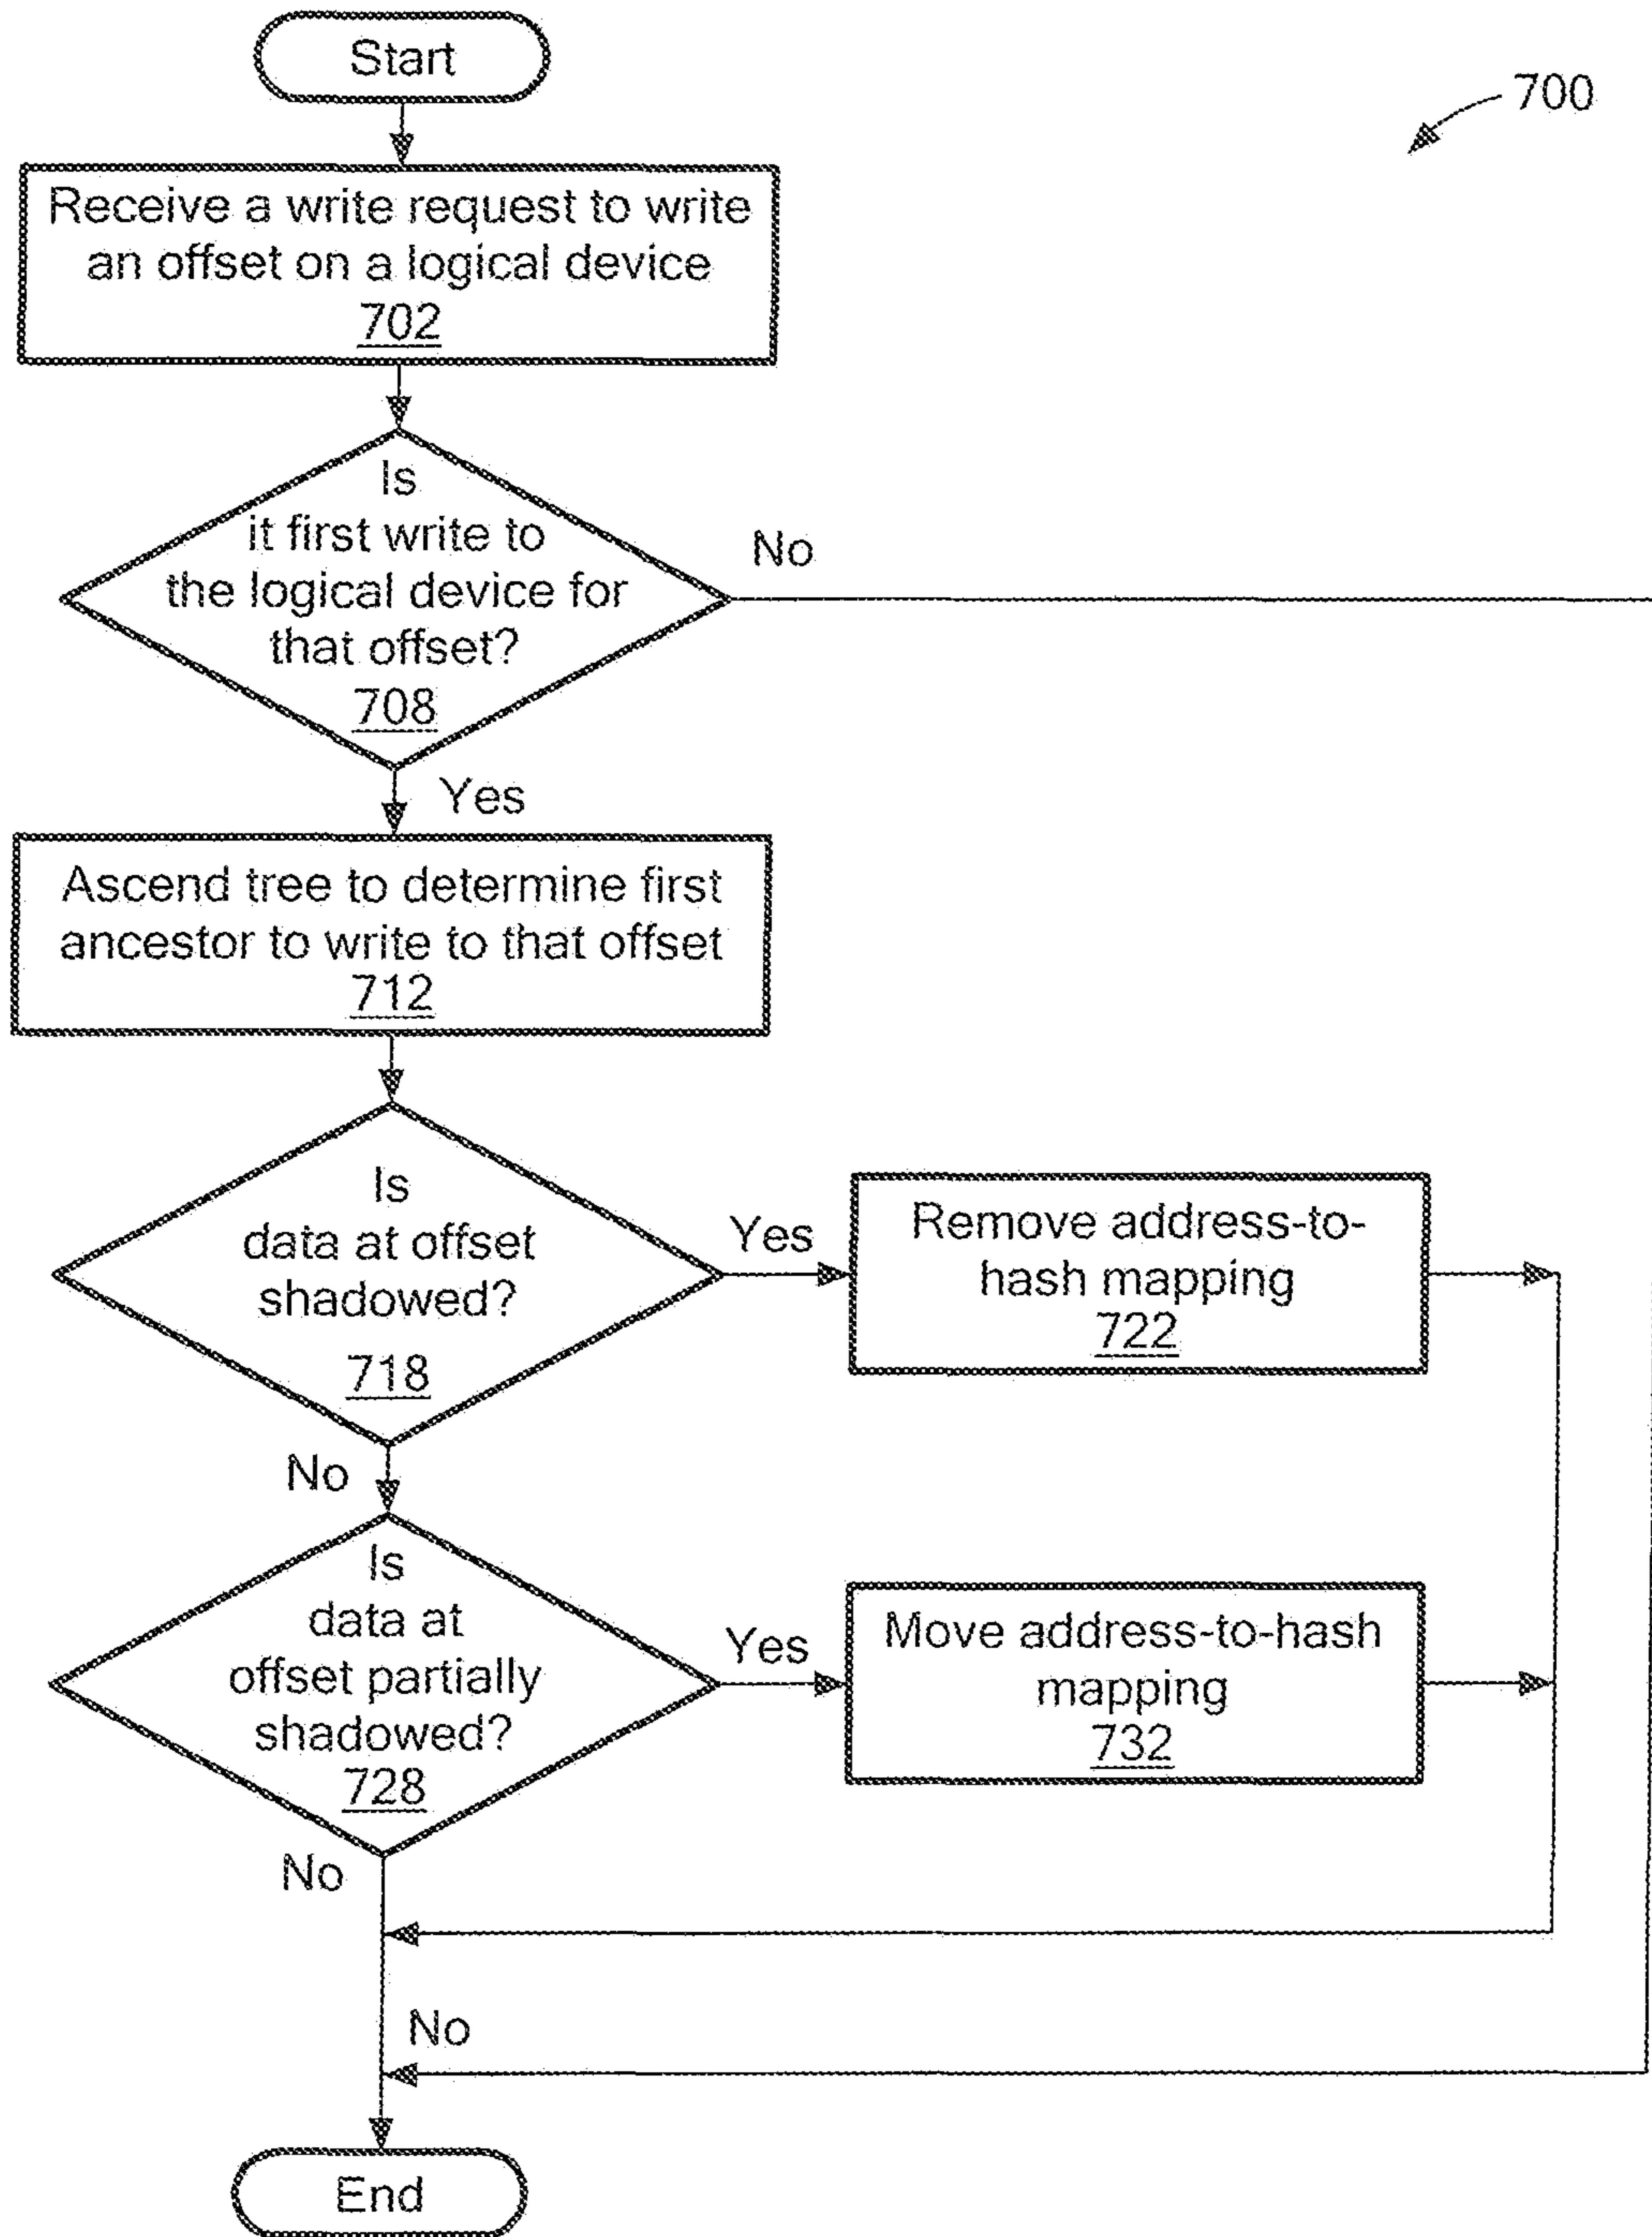 Start
700
Receive a write request to write
an offset on a logical device
702
Is
it first write to
the logical device for
that offset?
708
No
Yes
Ascend tree to determine first
ancestor to write to that offset
712
Is
data at offset
shadowed?
718
Yes
Remove address-to-
hash mapping
722
No
Is
data at
offset partially
shadowed?
728
Yes
Move address-to-hash
mapping
732
No
No
End